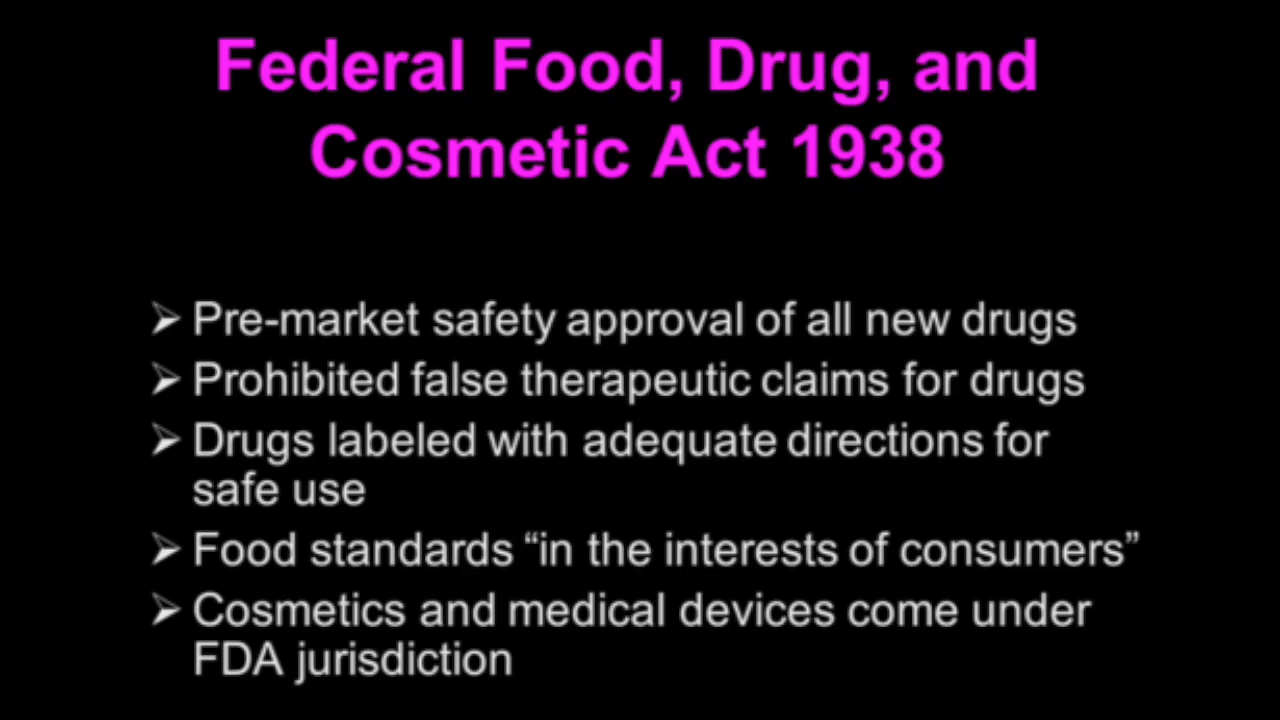 Federal Food, Drug, and
Cosmetic Act 1938
➢ Pre-market safety approval of all new drugs
➢ Prohibited false therapeutic claims for drugs
➢ Drugs labeled with adequate directions for
safe use
➢ Food standards “in the interests of consumers”
➢ Cosmetics and medical devices come under
FDA jurisdiction